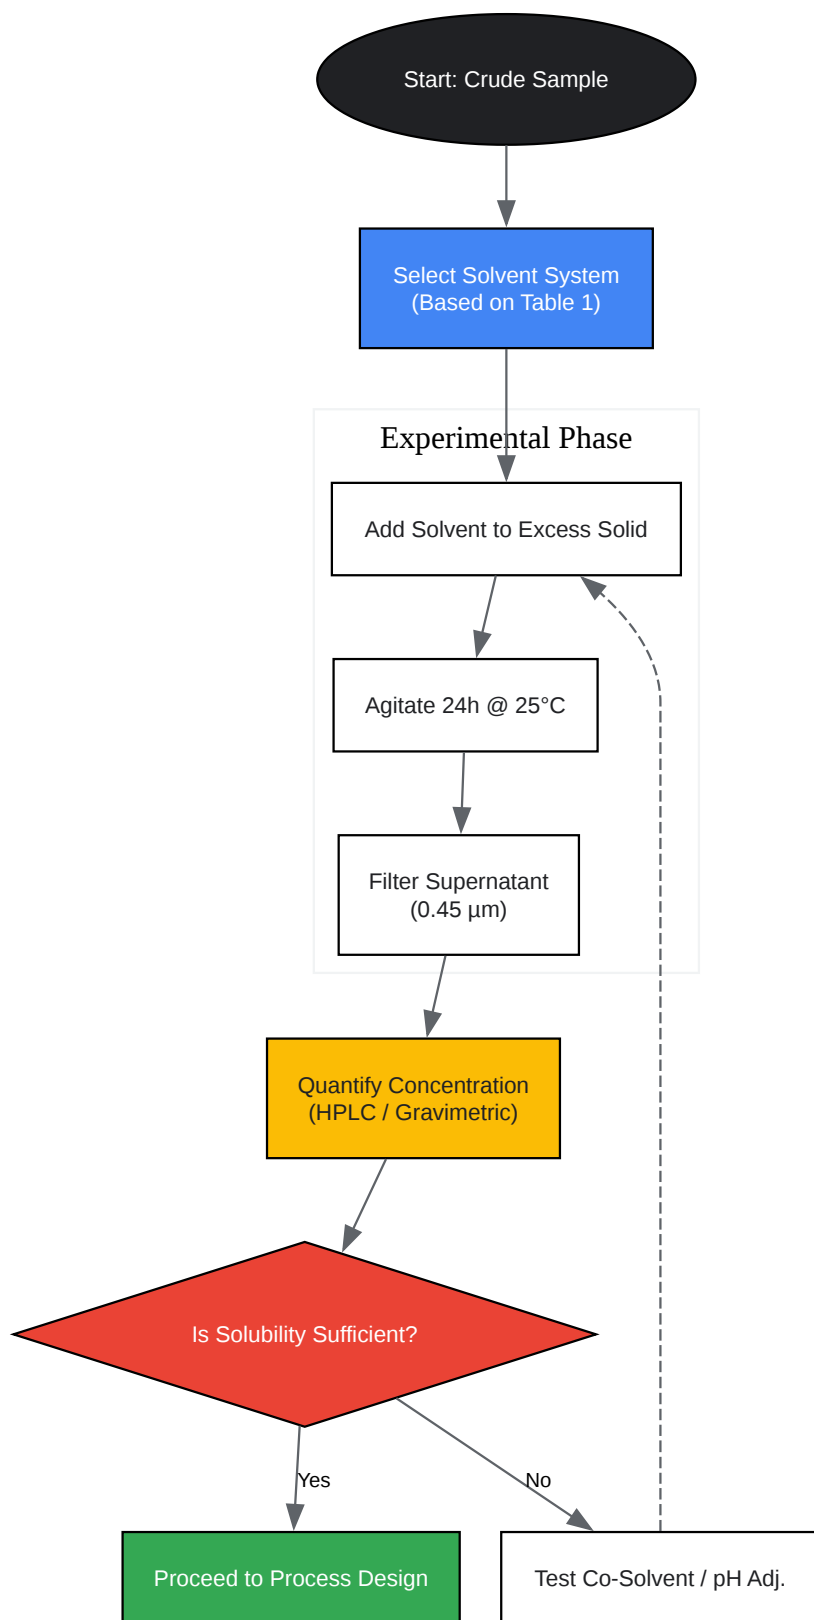 Start: Crude Sample
Select Solvent System
(Based on Table 1)
Experimental Phase
Add Solvent to Excess Solid
Agitate 24h @ 25°C
Filter Supernatant
(0.45 µm)
Quantify Concentration
(HPLC / Gravimetric)
Is Solubility Sufficient?
Yes
No
Proceed to Process Design
Test Co-Solvent / pH Adj.